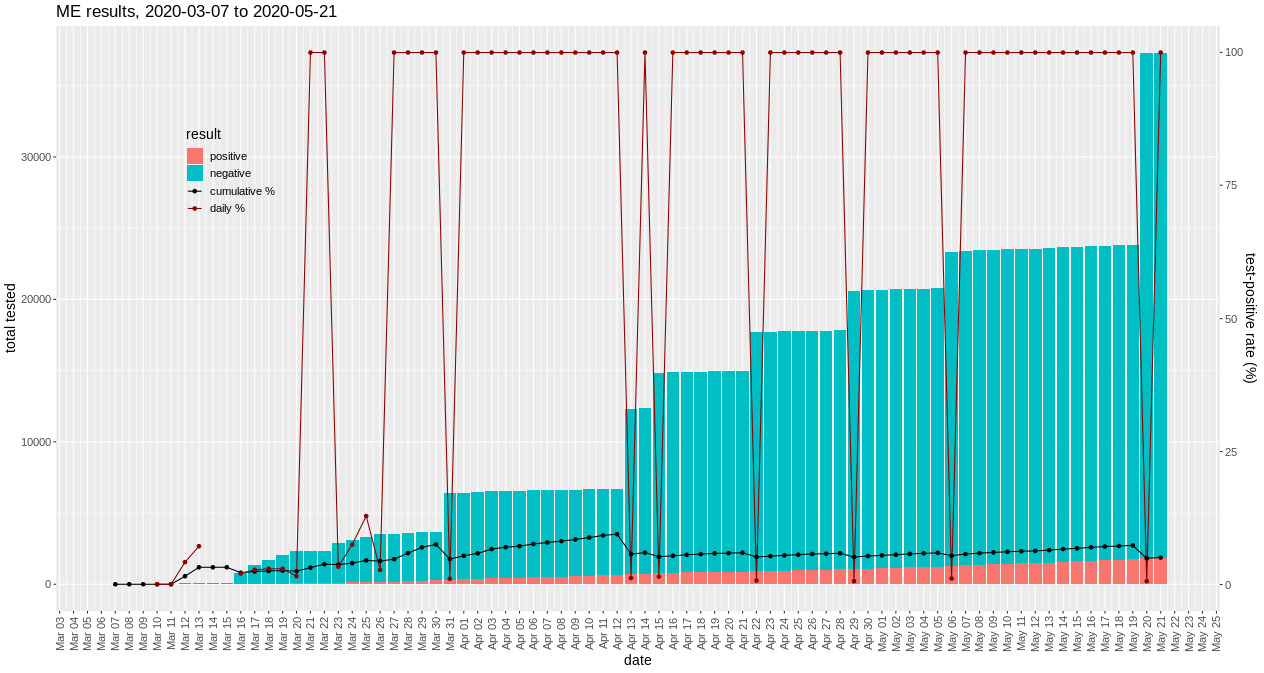 ME results, 2020-03-07 to 2020-05-21
result
positive
negative
cumulative %
daily %
total tested
30000
20000
10000
0
100
75
50
25
0
test-positive rate (%)
Mar 03
Mar 04
Mar 05
Mar 06
Mar 07
Mar 08
Mar 09
Mar 10
Mar 11
Mar 12
Mar 13
Mar 14
Mar 15
Mar 16
Mar 17
Mar 18
Mar 19
Mar 20
Mar 21
Mar 22
Mar 23
Mar 24
Mar 25
Mar 26
Mar 27
Mar 28
Mar 29
Mar 30
Mar 31
Apr 01
Apr 02
Apr 03
Apr 04
Apr 05
Apr 06
Apr 07
Apr 08
Apr 09
Apr 10
Apr 11
Apr 12
Apr 13
Apr 14
Apr 15
Apr 16
Apr 17
Apr 18
Apr 19
Apr 20
Apr 21
Apr 22
Apr 23
Apr 24
Apr 25
Apr 26
Apr 27
Apr 28
Apr 29
Apr 30
May 01
May 02
May 03
May 04
May 05
May 06
May 07
May 08
May 09
May 10
May 11
May 12
May 13
May 14
May 15
May 16
May 17
May 18
May 19
May 20
May 21
May 22
May 23
May 24
May 25
date